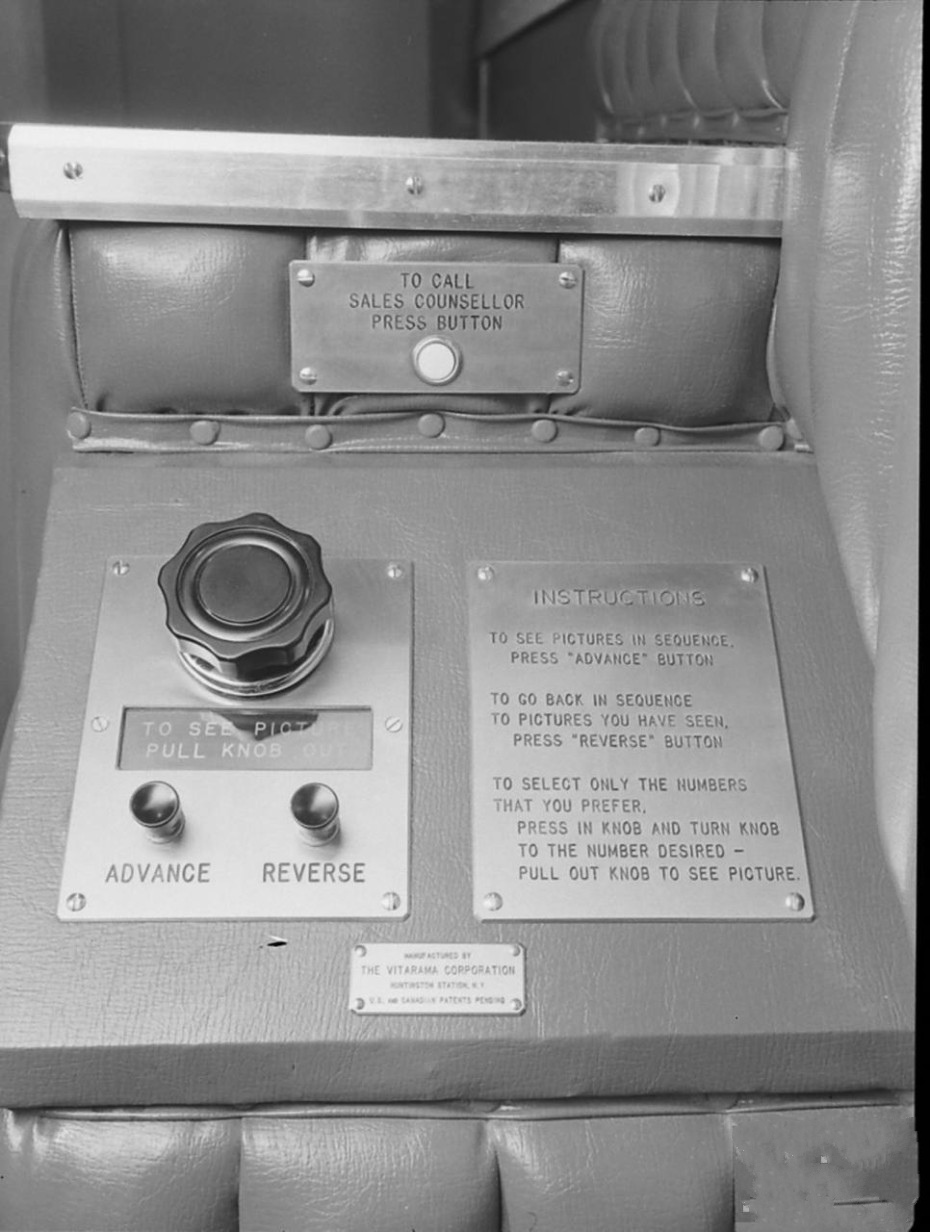 TO CALL
SALES COUNSELLOR
PRESS BUTTON
TO SEE PICTURE
PULL KNOB OUT
ADVANCE
REVERSE
INSTRUCTIONS
TO SEE PICTURES IN SEQUENCE,
PRESS "ADVANCE" BUTTON
TO GO BACK IN SEQUENCE
TO PICTURES YOU HAVE SEEN,
PRESS "REVERSE" BUTTON
TO SELECT ONLY THE NUMBERS
THAT YOU PREFER,
PRESS IN KNOB AND TURN KNOB
TO THE NUMBER DESIRED –
PULL OUT KNOB TO SEE PICTURE.
MANUFACTURED BY
THE VITARAMA CORPORATION
HUNTINGTON STATION, N.Y.
U.S. AND CANADIAN PATENTS PENDING